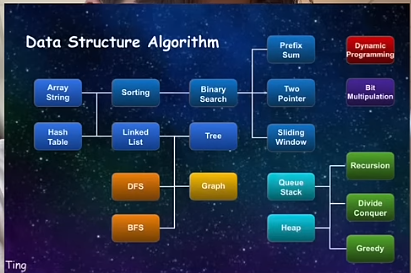 Data Structure Algorithm
Prefix
Sum
Dynamic
Programming
Array
String
Sorting
Binary
Search
Two
Pointer
Bit
Multipulation
Hash
Table
Linked
List
Tree
Sliding
Window
DFS
Graph
Queue
Stack
Recursion
BFS
Heap
Divide
Conquer
Greedy
Ting